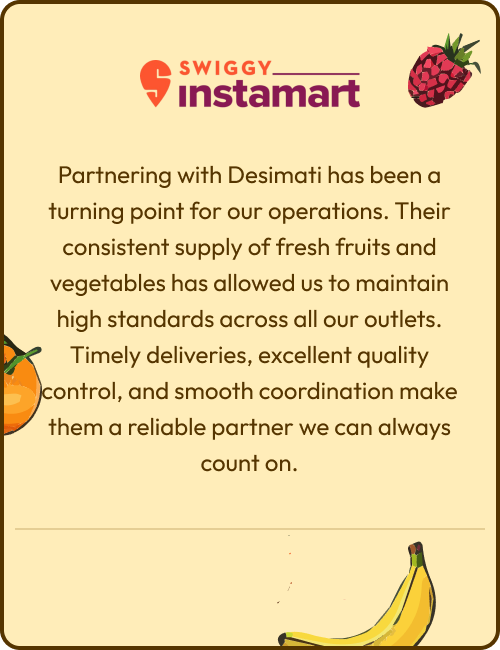 SWIGGY
instamart
Partnering with Desimati has been a
turning point for our operations. Their
consistent supply of fresh fruits and
vegetables has allowed us to maintain
high standards across all our outlets.
Timely deliveries, excellent quality
control, and smooth coordination make
them a reliable partner we can always
count on.